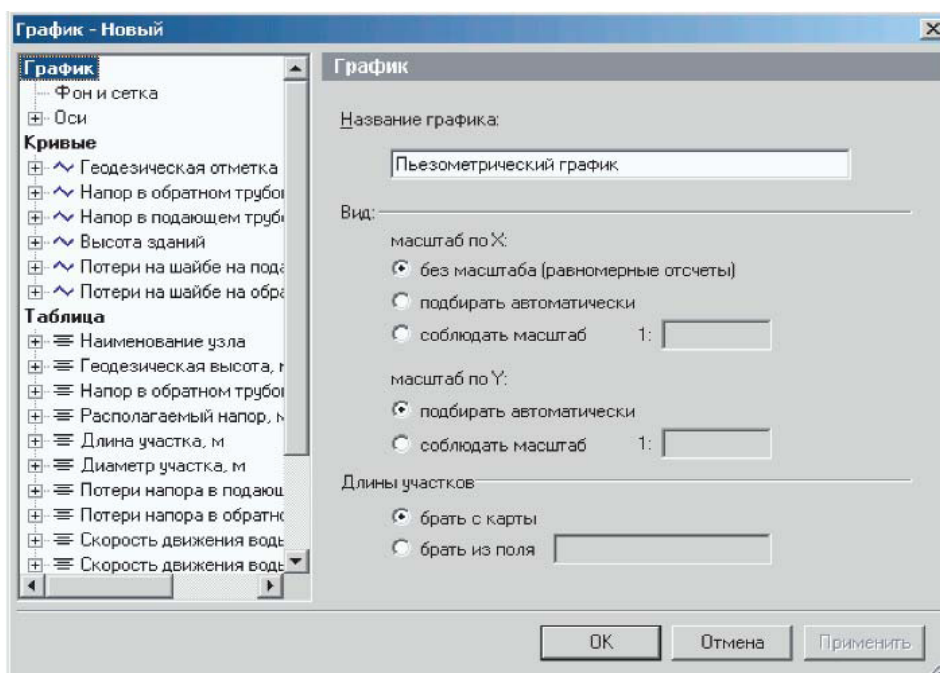 График - Новый
График
Фон и сетка
Оси
Кривые
Геодезическая отметка
Напор в обратном трубо
Напор в подающем труб
Высота зданий
Потери на шайбе на пода
Потери на шайбе на обра
Таблица
Наименование узла
Геодезическая высота,
Напор в обратном трубо
Располагаемый напор, м
Длина участка, м
Диаметр участка, м
Потери напора в подающ
Потери напора в обратно
Скорость движения воды
Скорость движения воды
График
Название графика:
Пьезометрический график
Вид:
масштаб по X:
без масштаба (равномерные отсчеты)
подбирать автоматически
соблюдать масштаб 1:
масштаб по Y:
подбирать автоматически
соблюдать масштаб 1:
Длины участков
брать с карты
брать из поля
OK Отмена Применить